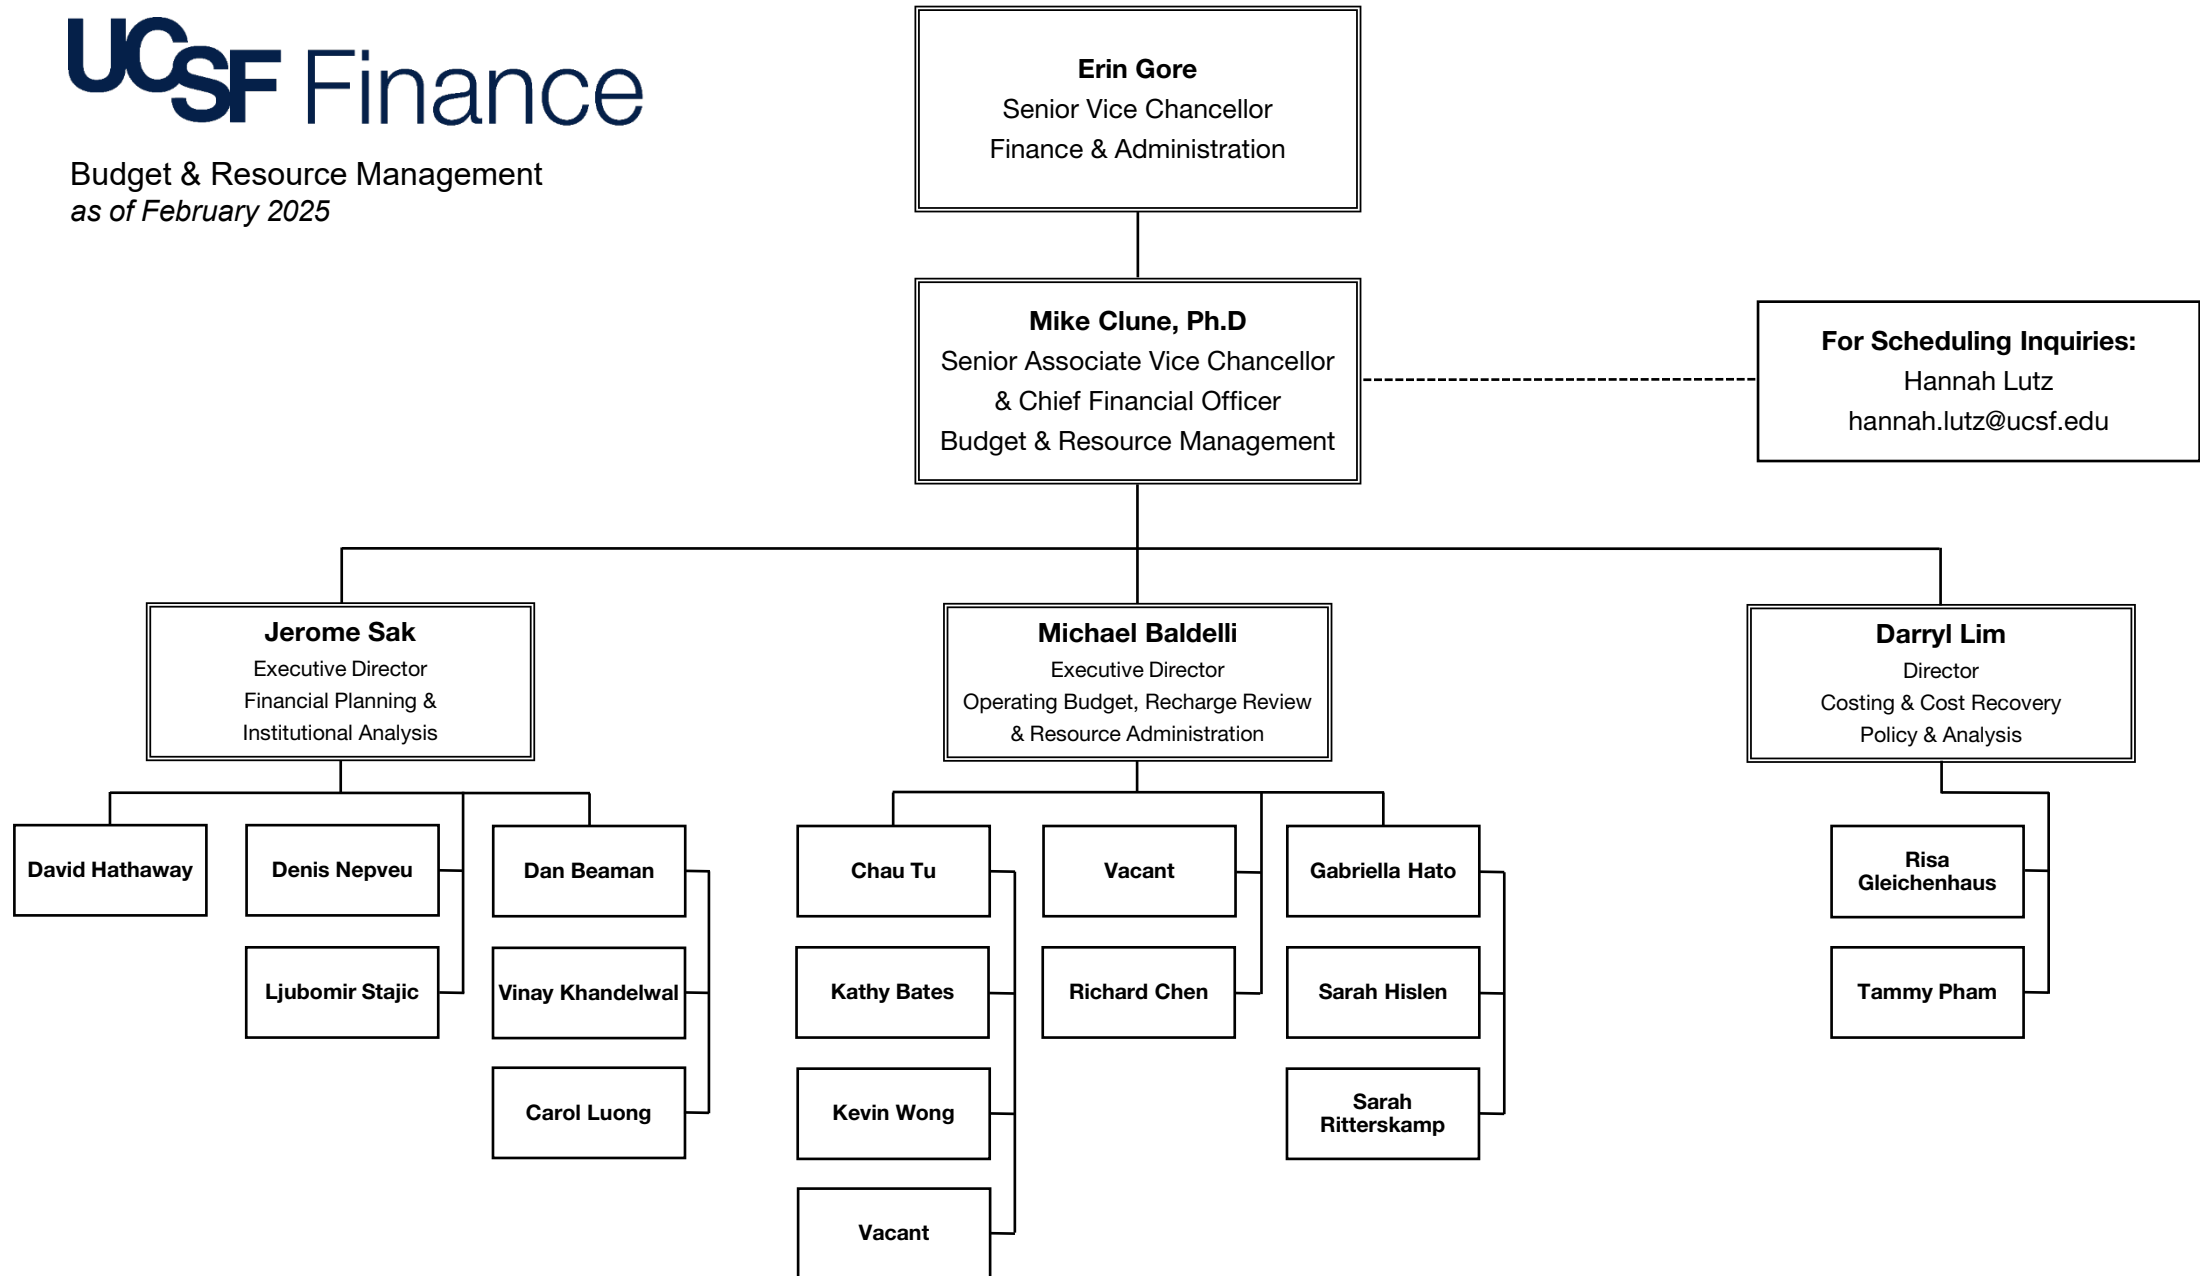 UCSF Finance
Budget & Resource Management
as of February 2025
Erin Gore
Senior Vice Chancellor
Finance & Administration
Mike Clune, Ph.D
Senior Associate Vice Chancellor
& Chief Financial Officer
Budget & Resource Management
For Scheduling Inquiries:
Hannah Lutz
hannah.lutz@ucsf.edu
Jerome Sak
Executive Director
Financial Planning &
Institutional Analysis
Michael Baldelli
Executive Director
Operating Budget, Recharge Review
& Resource Administration
Darryl Lim
Director
Costing & Cost Recovery
Policy & Analysis
David Hathaway
Denis Nepveu
Ljubomir Stajic
Dan Beaman
Vinay Khandelwal
Carol Luong
Chau Tu
Kathy Bates
Kevin Wong
Vacant
Vacant
Richard Chen
Gabriella Hato
Sarah Hislen
Sarah
Ritterskamp
Risa
Gleichenhaus
Tammy Pham